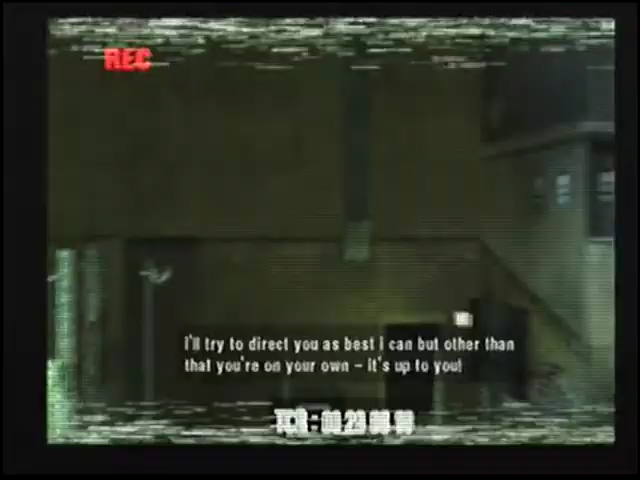 REC
I'll try to direct you as best i can but other than
that you're on your own - it's up to you!
TCR: